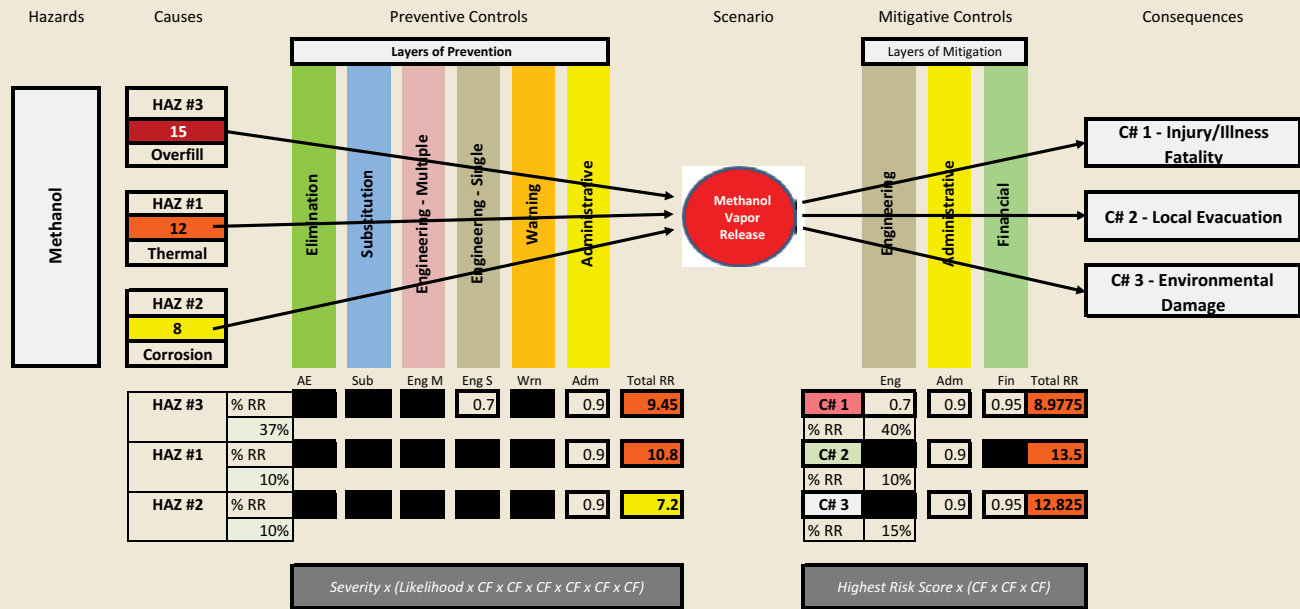 Hazards
Causes
Preventive Controls
Scenario
Mitigative Controls
Consequences
Layers of Prevention
Layers of Mitigation
Methanol
HAZ #3
15
Overfill
HAZ #1
12
Thermal
HAZ #2
8
Corrosion
Elimination
Substitution
Engineering - Multiple
Engineerng - Single
Warning
Administrative
Methanol
Vapor
Release
Engineering
Administrative
Financial
C# 1 - Injury/Illness
Fatality
C# 2 - Local Evacuation
C# 3 - Environmental
Damage
AE Sub Eng M Eng S Wrn Adm Total RR
HAZ #3 % RR 0.7 0.9 9.45
37%
HAZ #1 % RR 0.9 10.8
10%
HAZ #2 % RR 0.9 7.2
10%
Eng Adm Fin Total RR
C# 1 0.7 0.9 0.95 8.9775
% RR 40%
C# 2 0.9 13.5
% RR 10%
C# 3 0.9 0.95 12.825
% RR 15%
Severity x (Likelihood x CF x CF x CF x CF x CF x CF)
Highest Risk Score x (CF x CF x CF)